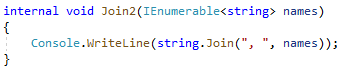 internal void Join2(IEnumerable<string> names)
{
    Console.WriteLine(string.Join(", ", names));
}